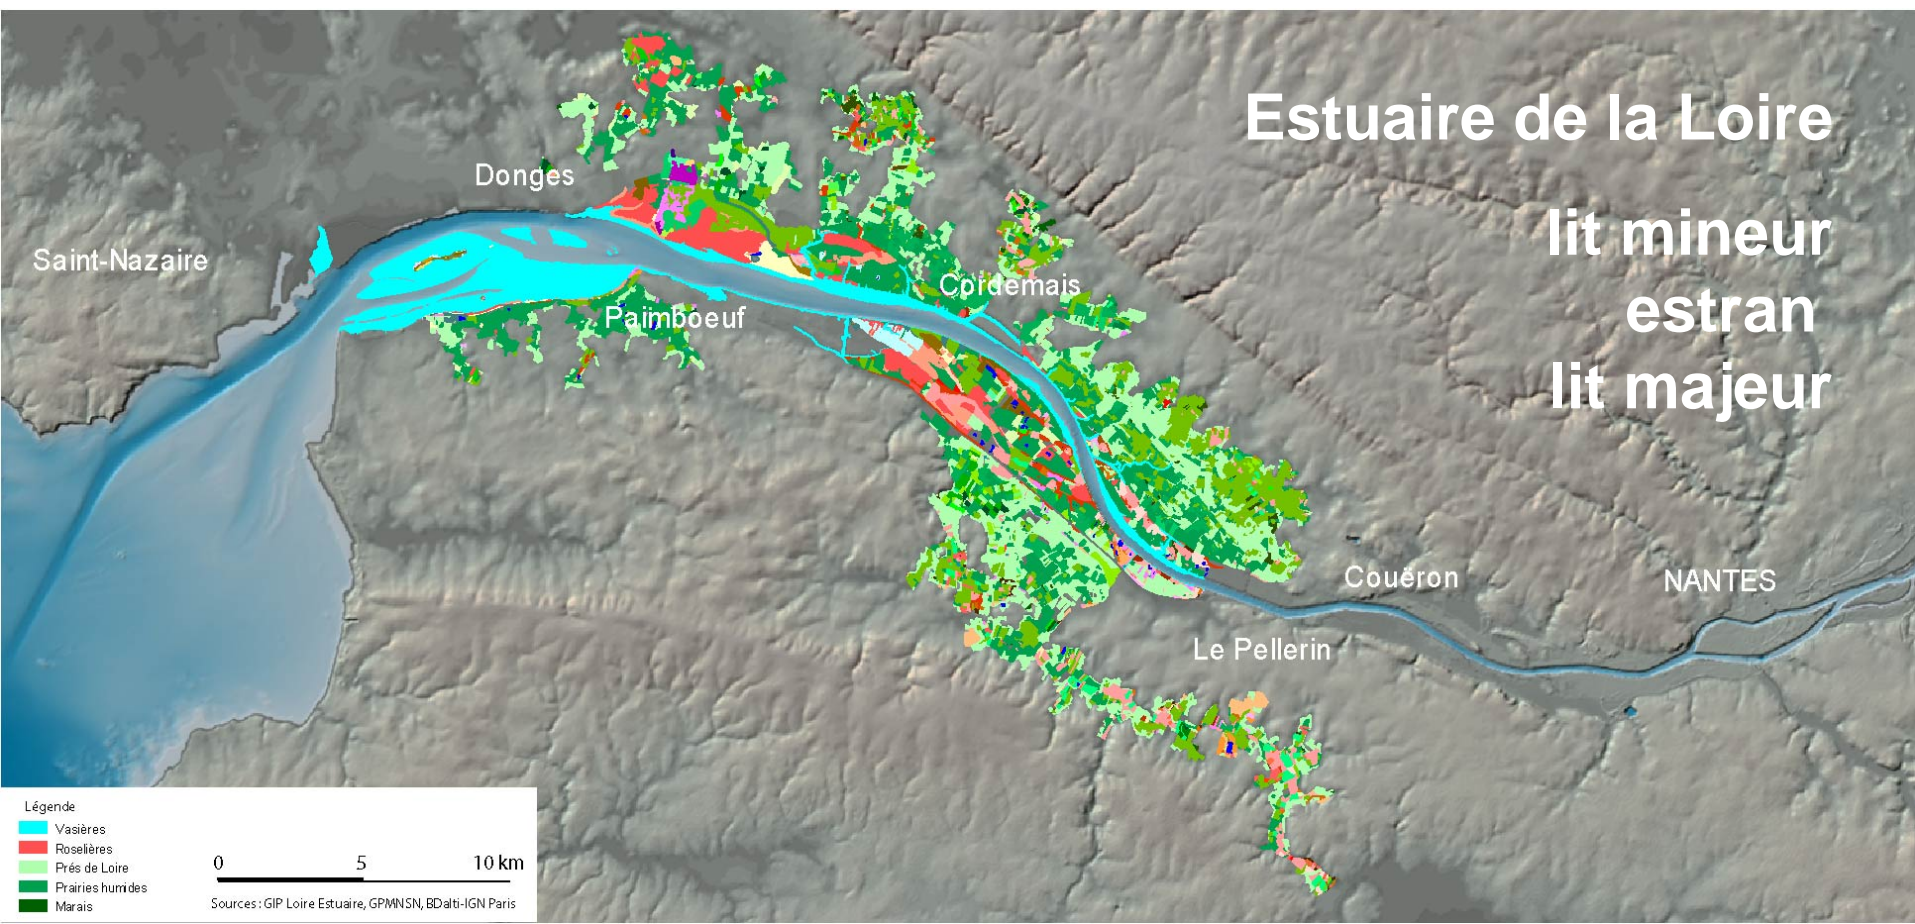 Estuaire de la Loire
lit mineur
estran
lit majeur
Donges
Saint-Nazaire
Cordemais
Paimboeuf
Couëron
NANTES
Le Pellerin
Légende
Vasières
Roselières
Prés de Loire
Prairies humides
Marais
0 5 10 km
Sources : GIP Loire Estuaire, GPMNSN, BDalti-IGN Paris